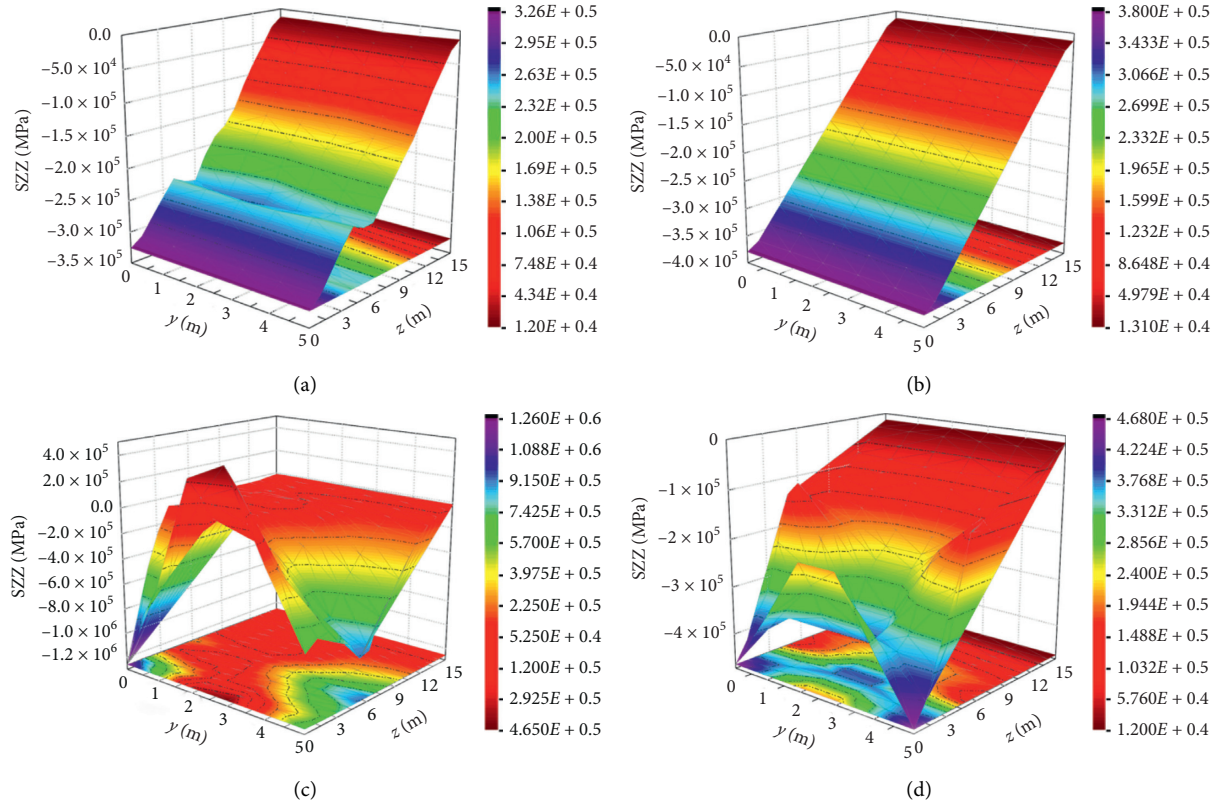 0.0
−5.0 × 10⁴
−1.0 × 10⁵
−1.5 × 10⁵
−2.0 × 10⁵
−2.5 × 10⁵
−3.0 × 10⁵
−3.5 × 10⁵
SZZ (MPa)
0
1
2
3
4
5
y (m)
0
3
6
9
12
15
z (m)
3.26E + 0.5
2.95E + 0.5
2.63E + 0.5
2.32E + 0.5
2.00E + 0.5
1.69E + 0.5
1.38E + 0.5
1.06E + 0.5
7.48E + 0.4
4.34E + 0.4
1.20E + 0.4
(a)
0.0
−5.0 × 10⁴
−1.0 × 10⁵
−1.5 × 10⁵
−2.0 × 10⁵
−2.5 × 10⁵
−3.0 × 10⁵
−3.5 × 10⁵
−4.0 × 10⁵
SZZ (MPa)
0
1
2
3
4
5
y (m)
0
3
6
9
12
15
z (m)
3.800E + 0.5
3.433E + 0.5
3.066E + 0.5
2.699E + 0.5
2.332E + 0.5
1.965E + 0.5
1.599E + 0.5
1.232E + 0.5
8.648E + 0.4
4.979E + 0.4
1.310E + 0.4
(b)
4.0 × 10⁵
2.0 × 10⁵
0.0
−2.0 × 10⁵
−4.0 × 10⁵
−6.0 × 10⁵
−8.0 × 10⁵
−1.0 × 10⁶
−1.2 × 10⁶
SZZ (MPa)
0
1
2
3
4
5
y (m)
0
3
6
9
12
15
z (m)
1.260E + 0.6
1.088E + 0.6
9.150E + 0.5
7.425E + 0.5
5.700E + 0.5
3.975E + 0.5
2.250E + 0.5
5.250E + 0.4
1.200E + 0.5
2.925E + 0.5
4.650E + 0.5
(c)
0
−1 × 10⁵
−2 × 10⁵
−3 × 10⁵
−4 × 10⁵
SZZ (MPa)
0
1
2
3
4
5
y (m)
0
3
6
9
12
15
z (m)
4.680E + 0.5
4.224E + 0.5
3.768E + 0.5
3.312E + 0.5
2.856E + 0.5
2.400E + 0.5
1.944E + 0.5
1.488E + 0.5
1.032E + 0.5
5.760E + 0.4
1.200E + 0.4
(d)